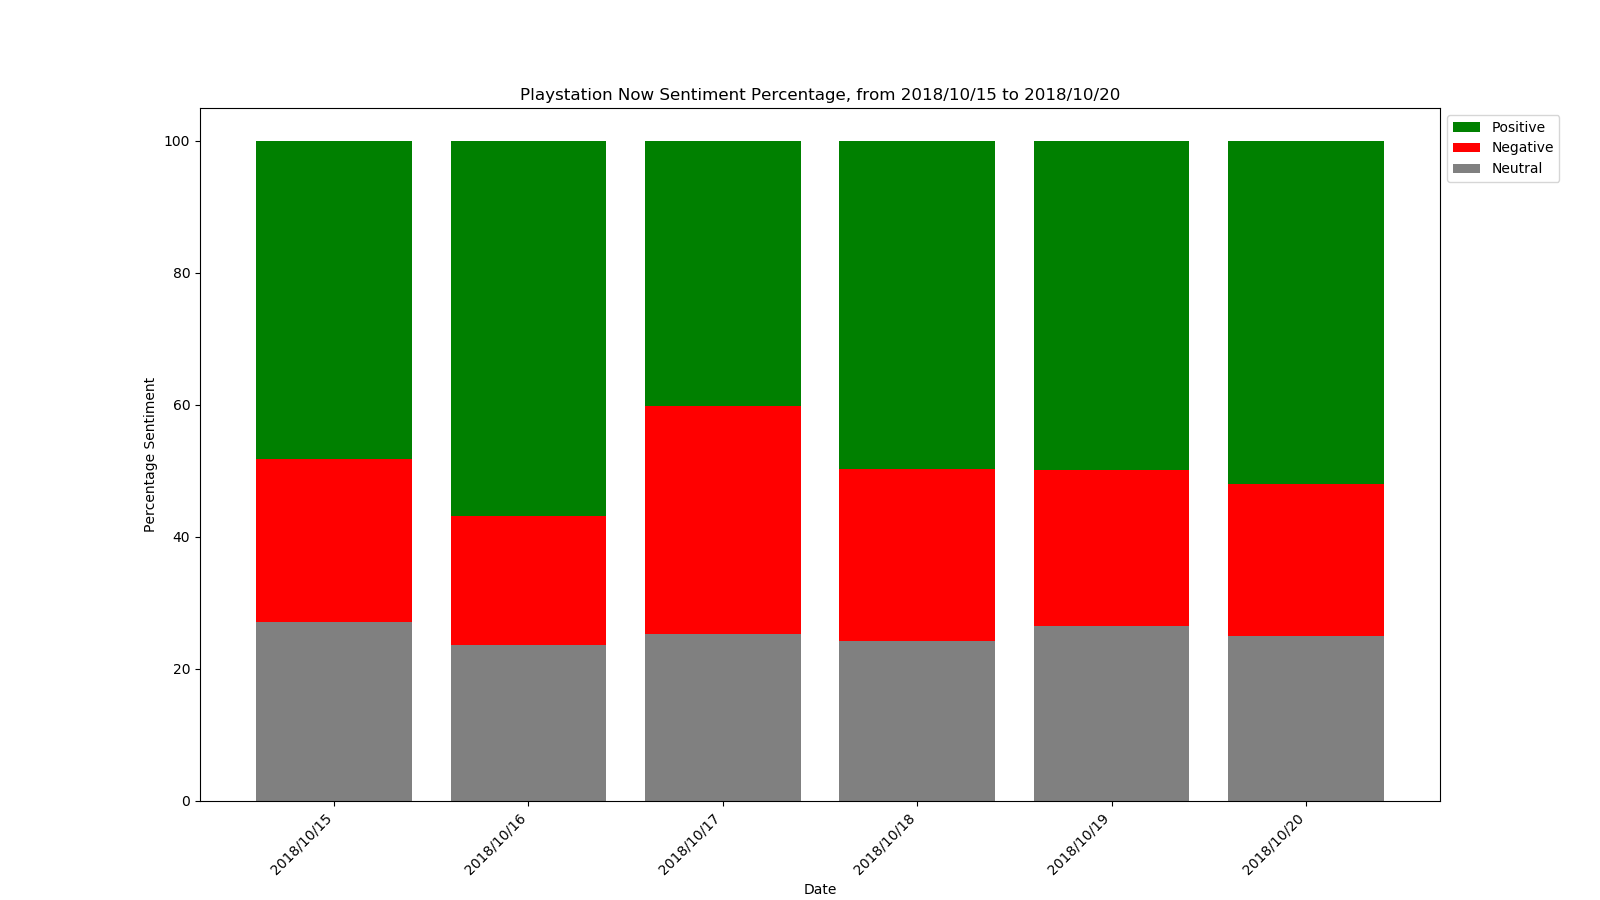 Playstation Now Sentiment Percentage, from 2018/10/15 to 2018/10/20
Positive
Negative
Neutral
Percentage Sentiment
100
80
60
40
20
0
2018/10/15
2018/10/16
2018/10/17
2018/10/18
2018/10/19
2018/10/20
Date